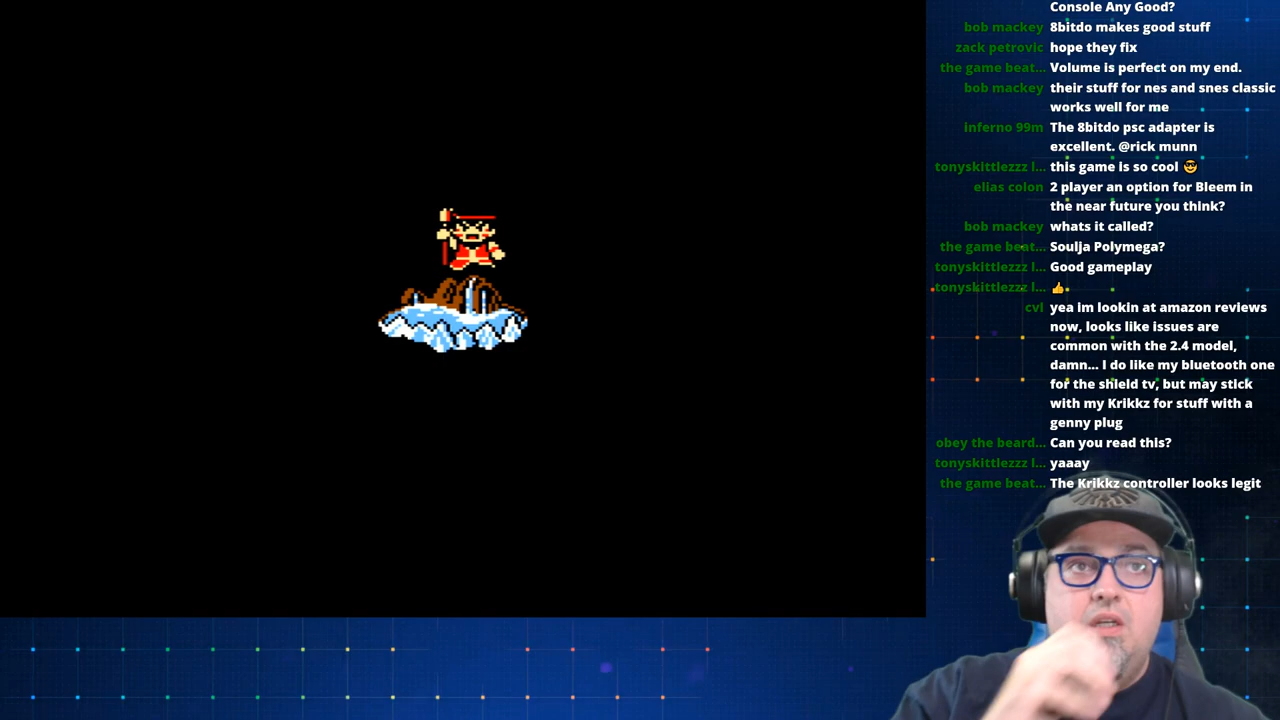 Console Any Good?
bob mackey 8bitdo makes good stuff
zack petrovic hope they fix
the game beat... Volume is perfect on my end.
bob mackey their stuff for nes and snes classic
works well for me
inferno 99m The 8bitdo psc adapter is
excellent. @rick munn
tonyskittlezzz l... this game is so cool 😎
elias colon 2 player an option for Bleem in
the near future you think?
bob mackey whats it called?
the game beat... Soulja Polymega?
tonyskittlezzz l... Good gameplay
tonyskittlezzz l... 👍
cvl yea im lookin at amazon reviews
now, looks like issues are
common with the 2.4 model,
damn... I do like my bluetooth one
for the shield tv, but may stick
with my Krikkz for stuff with a
genny plug
obey the beard... Can you read this?
tonyskittlezzz l... yaaay
the game beat... The Krikkz controller looks legit